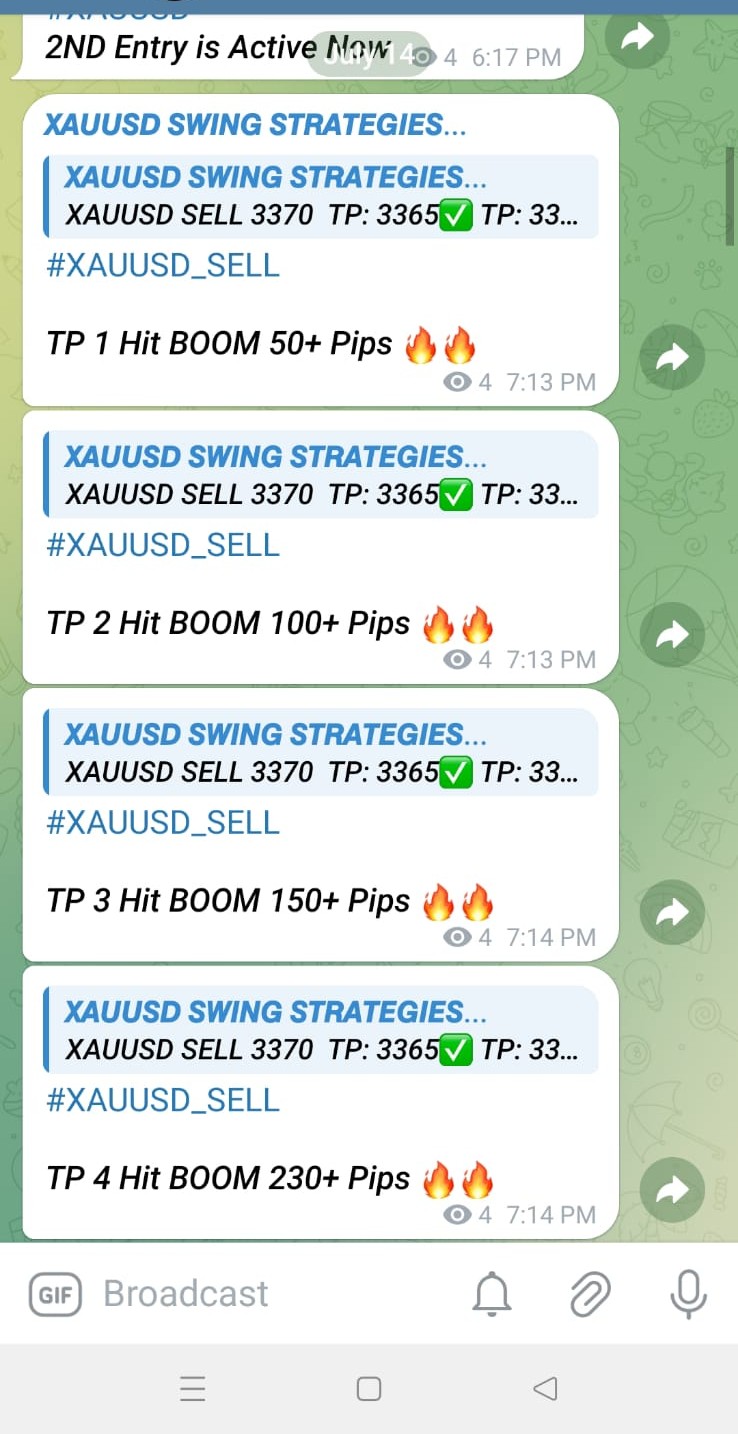 2ND Entry is Active Now
July 14
4 6:17 PM
XAUUSD SWING STRATEGIES...
XAUUSD SWING STRATEGIES...
XAUUSD SELL 3370 TP: 3365✅ TP: 33...
#XAUUSD_SELL
TP 1 Hit BOOM 50+ Pips 🔥🔥
4 7:13 PM
XAUUSD SWING STRATEGIES...
XAUUSD SELL 3370 TP: 3365✅ TP: 33...
#XAUUSD_SELL
TP 2 Hit BOOM 100+ Pips 🔥🔥
4 7:13 PM
XAUUSD SWING STRATEGIES...
XAUUSD SELL 3370 TP: 3365✅ TP: 33...
#XAUUSD_SELL
TP 3 Hit BOOM 150+ Pips 🔥🔥
4 7:14 PM
XAUUSD SWING STRATEGIES...
XAUUSD SELL 3370 TP: 3365✅ TP: 33...
#XAUUSD_SELL
TP 4 Hit BOOM 230+ Pips 🔥🔥
4 7:14 PM
GIF Broadcast